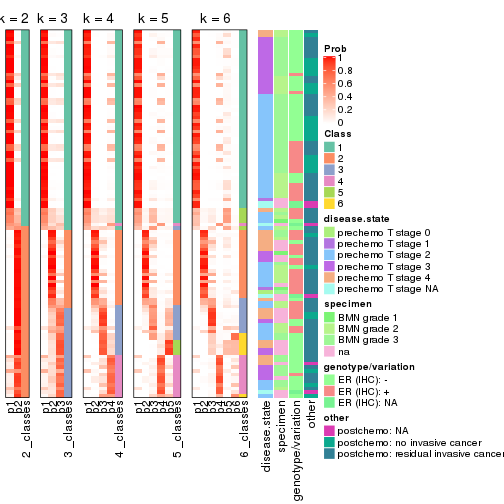 k = 2 k = 3 k = 4 k = 5 k = 6
Prob
1
0.8
0.6
0.4
0.2
0
Class
1
2
3
4
5
6
disease.state
prechemo T stage 0
prechemo T stage 1
prechemo T stage 2
prechemo T stage 3
prechemo T stage 4
prechemo T stage NA
specimen
BMN grade 1
BMN grade 2
BMN grade 3
na
genotype/variation
ER (IHC): -
ER (IHC): +
ER (IHC): NA
other
postchemo: NA
postchemo: no invasive cancer
postchemo: residual invasive cancer
p1
p2
2_classes
p1
p2
p3
3_classes
p1
p2
p3
p4
4_classes
p1
p2
p3
p4
p5
5_classes
p1
p2
p3
p4
p5
p6
6_classes
disease.state
specimen
genotype/variation
other